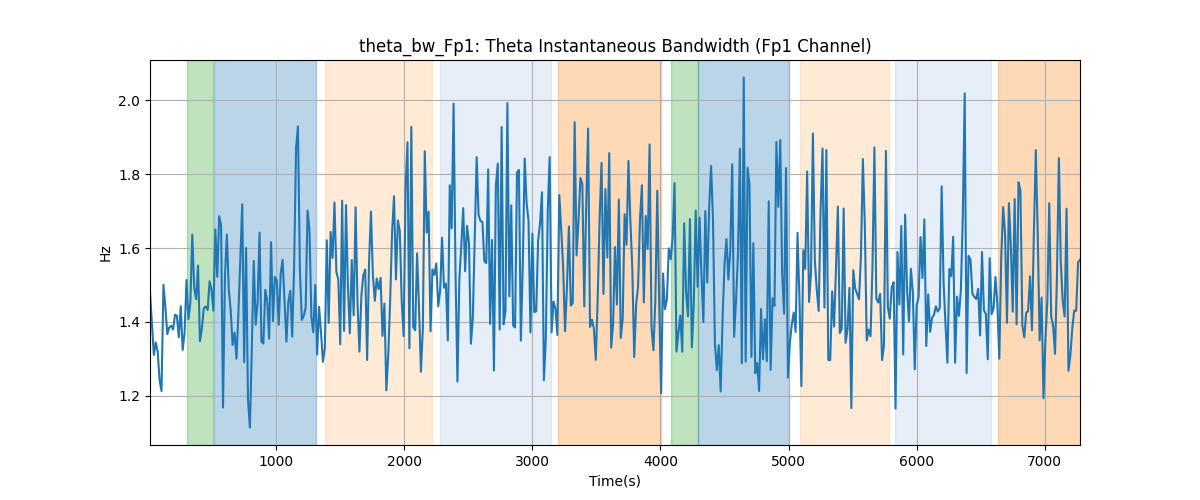 theta_bw_Fp1: Theta Instantaneous Bandwidth (Fp1 Channel)
2.0
1.8
1.6
1.4
1.2
Hz
1000 2000 3000 4000 5000 6000 7000
Time(s)